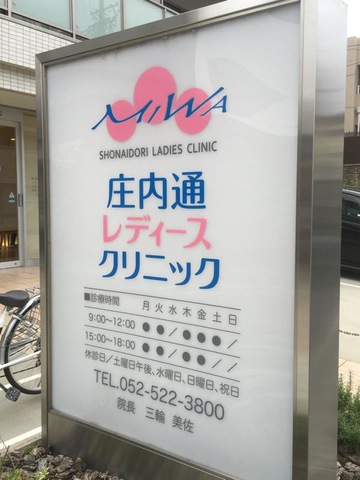 MIWA
SHONAIDORI LADIES CLINIC
庄内通
レディース
クリニック
■診療時間 月火水木金土日
9:00〜12:00 ●●／●●●／
15:00〜18:00 ●●／●●／／
休診日／土曜日午後、水曜日、日曜日、祝日
TEL.052-522-3800
院長 三輪 美佐